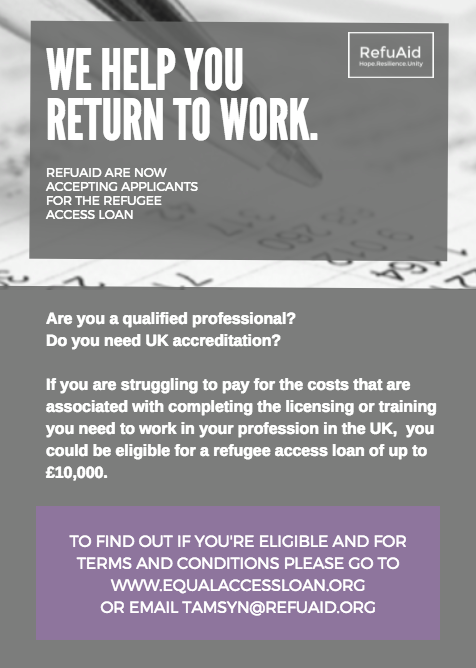 WE HELP YOU
RETURN TO WORK.
RefuAid
Hope.Resilience.Unity
REFUAID ARE NOW
ACCEPTING APPLICANTS
FOR THE REFUGEE
ACCESS LOAN
Are you a qualified professional?
Do you need UK accreditation?
If you are struggling to pay for the costs that are
associated with completing the licensing or training
you need to work in your profession in the UK,  you
could be eligible for a refugee access loan of up to
£10,000.
TO FIND OUT IF YOU'RE ELIGIBLE AND FOR
TERMS AND CONDITIONS PLEASE GO TO
WWW.EQUALACCESSLOAN.ORG
OR EMAIL TAMSYN@REFUAID.ORG